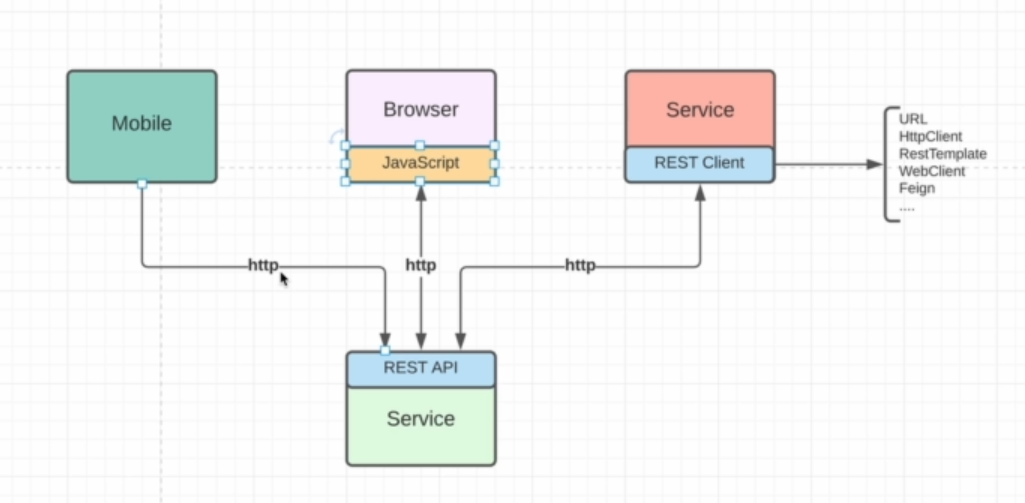 Mobile
Browser
JavaScript
Service
REST Client
URL
HttpClient
RestTemplate
WebClient
Feign
....
http
http
http
REST API
Service